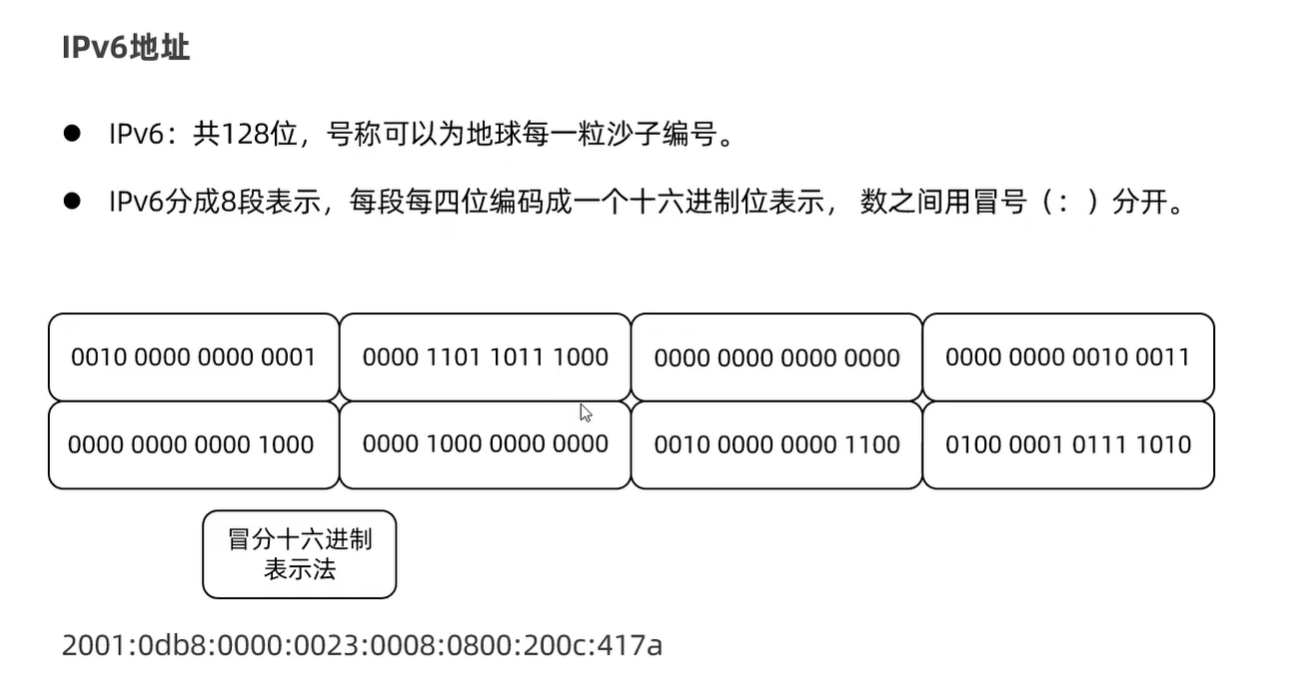 IPv6地址
● IPv6：共128位，号称可以为地球每一粒沙子编号。
● IPv6分成8段表示，每段每四位编码成一个十六进制位表示， 数之间用冒号（：）分开。
0010 0000 0000 0001 0000 1101 1011 1000 0000 0000 0000 0000 0000 0000 0010 0011
0000 0000 0000 1000 0000 1000 0000 0000 0010 0000 0000 1100 0100 0001 0111 1010
冒分十六进制
表示法
2001:0db8:0000:0023:0008:0800:200c:417a